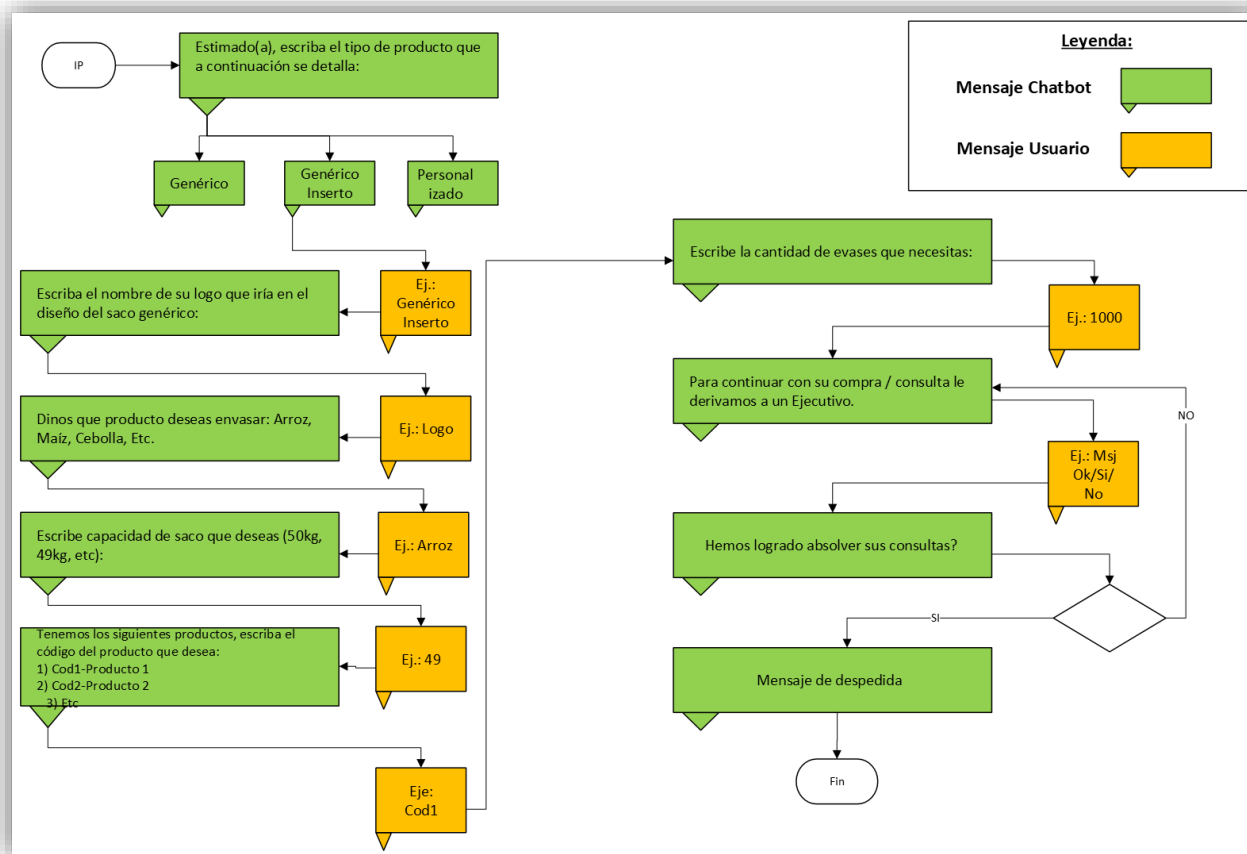 IP
Estimado(a), escriba el tipo de producto que
a continuación se detalla:
Genérico
Genérico
Inserto
Personal
izado
Ej.:
Genérico
Inserto
Escriba el nombre de su logo que iría en el
diseño del saco genérico:
Ej.: Logo
Dinos que producto deseas envasar: Arroz,
Maíz, Cebolla, Etc.
Ej.: Arroz
Escribe capacidad de saco que deseas (50kg,
49kg, etc):
Ej.: 49
Tenemos los siguientes productos, escriba el
código del producto que desea:
1) Cod1-Producto 1
2) Cod2-Producto 2
3) Etc
Eje:
Cod1
Leyenda:
Mensaje Chatbot
Mensaje Usuario
Escribe la cantidad de evases que necesitas:
Ej.: 1000
Para continuar con su compra / consulta le
derivamos a un Ejecutivo.
NO
Ej.: Msj
Ok/Si/
No
Hemos logrado absolver sus consultas?
SI
Mensaje de despedida
Fin